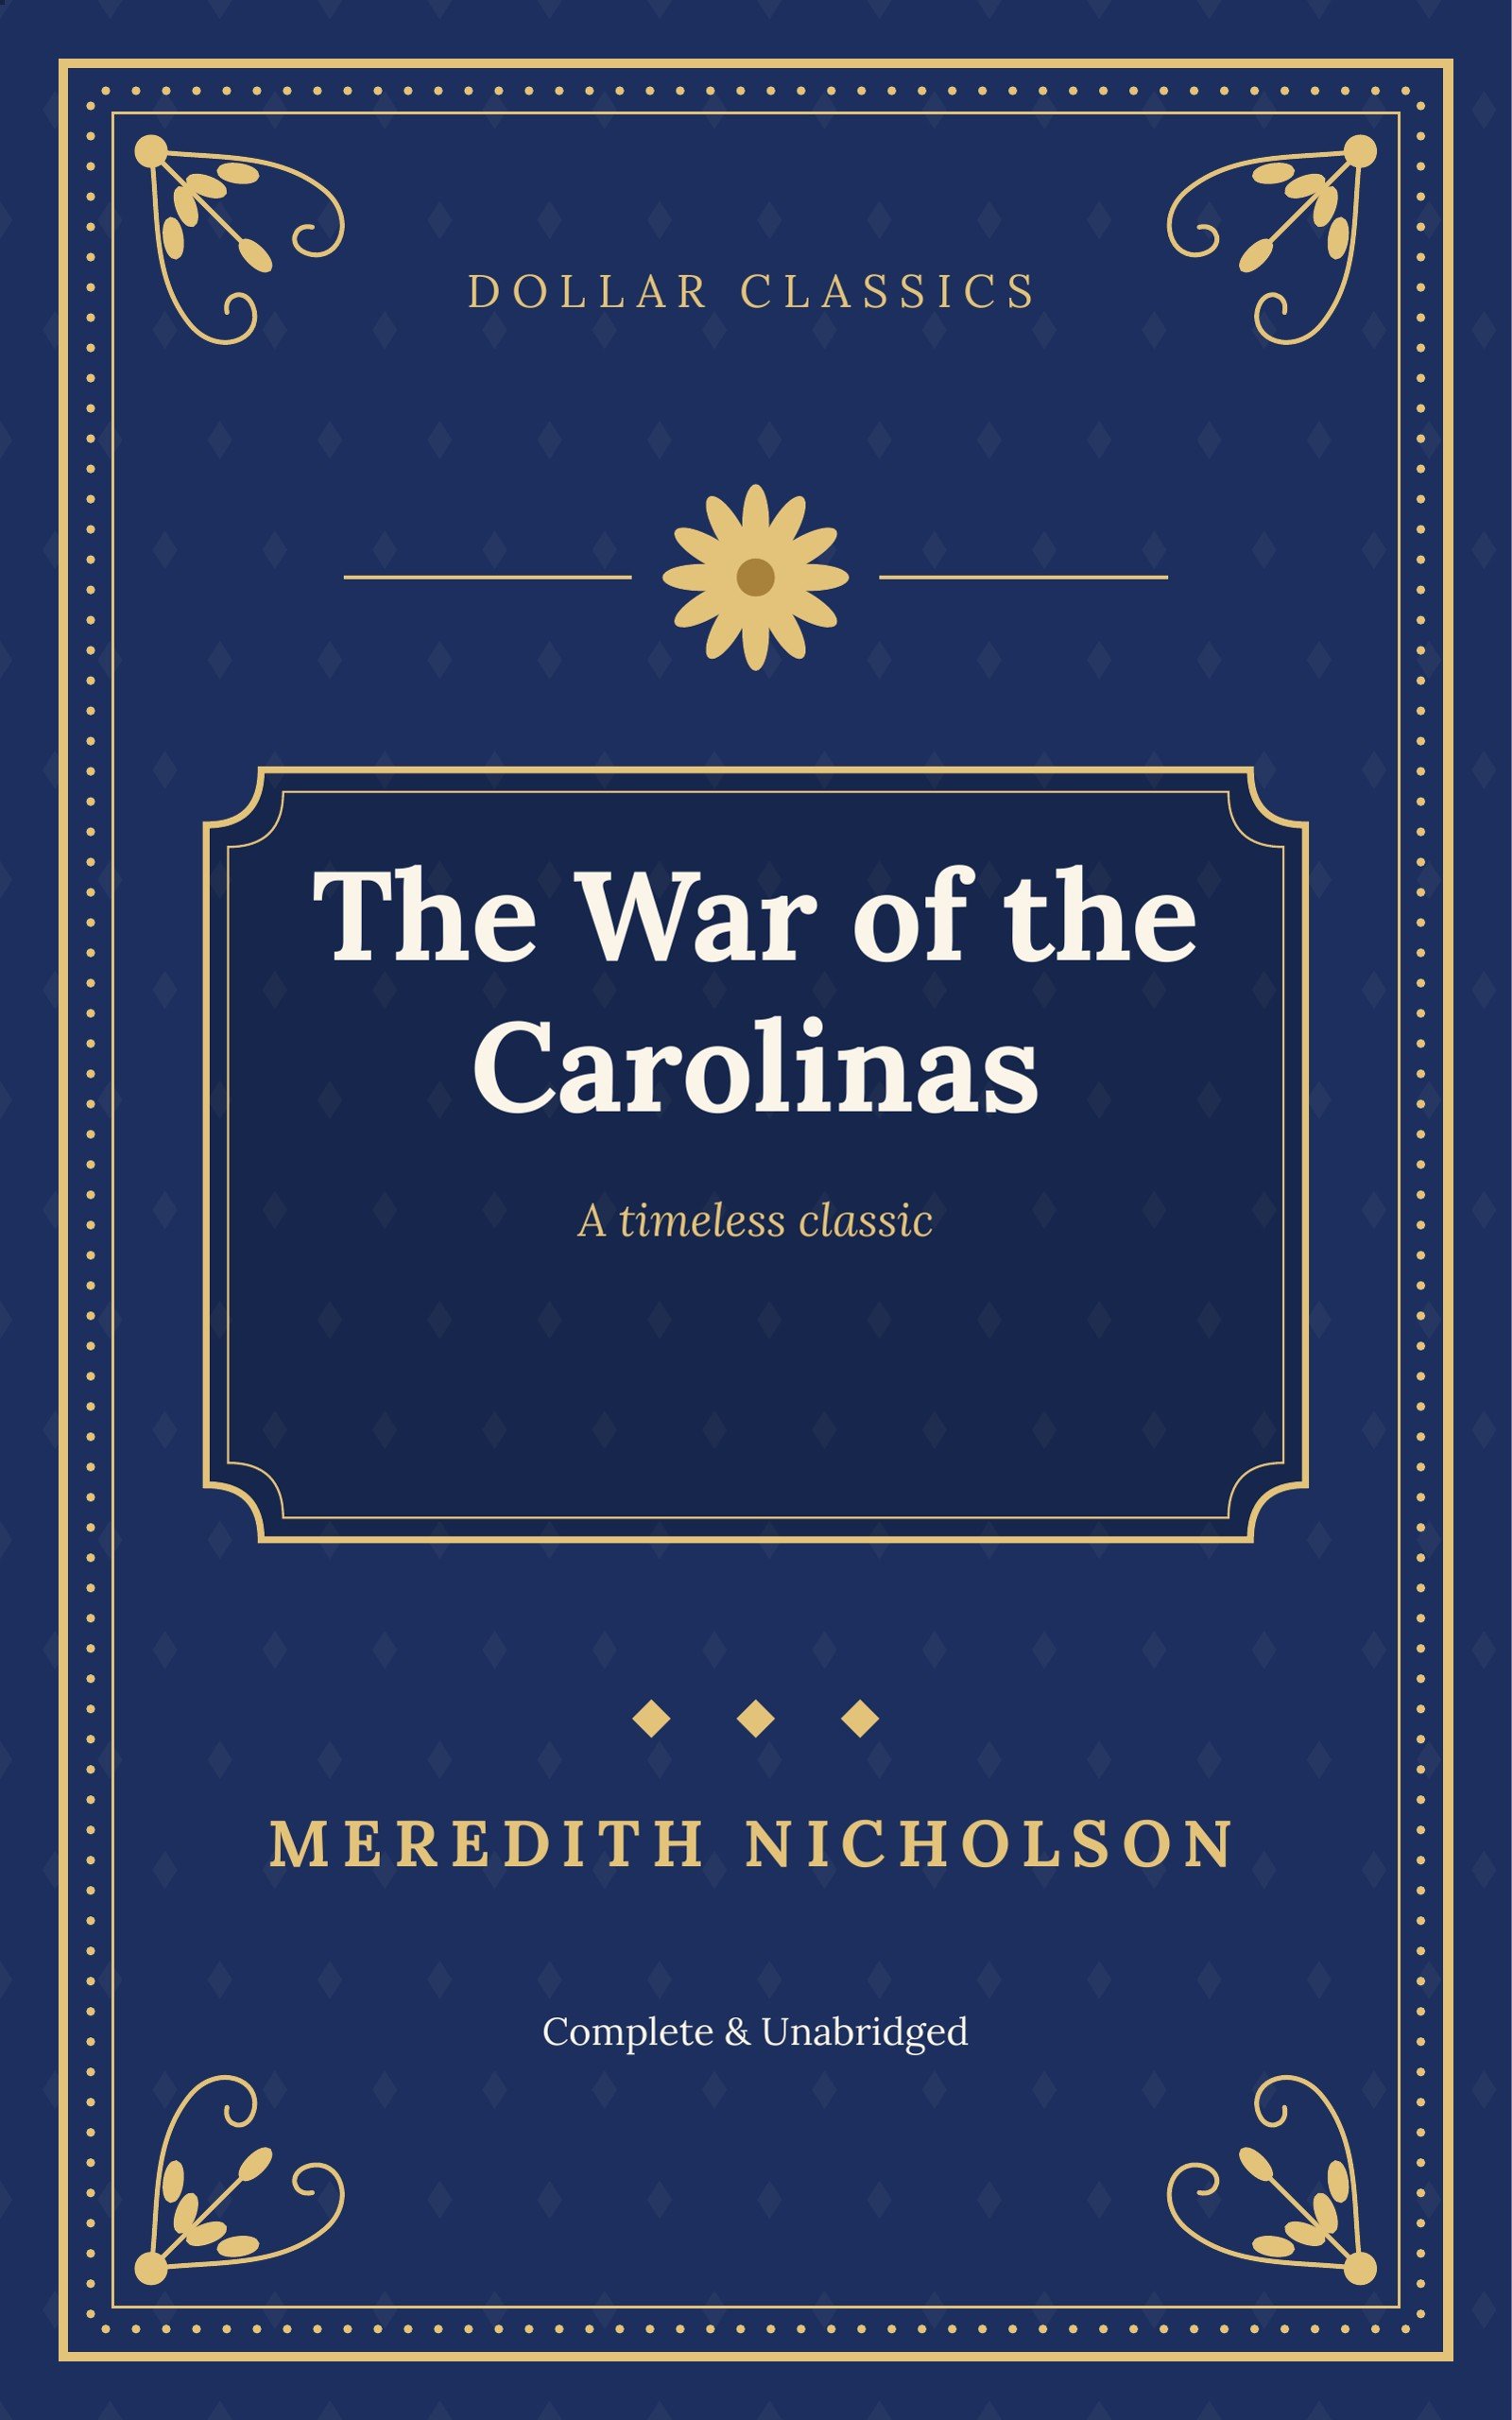 DOLLAR CLASSICS
The War of the
Carolinas
A timeless classic
MEREDITH NICHOLSON
Complete & Unabridged